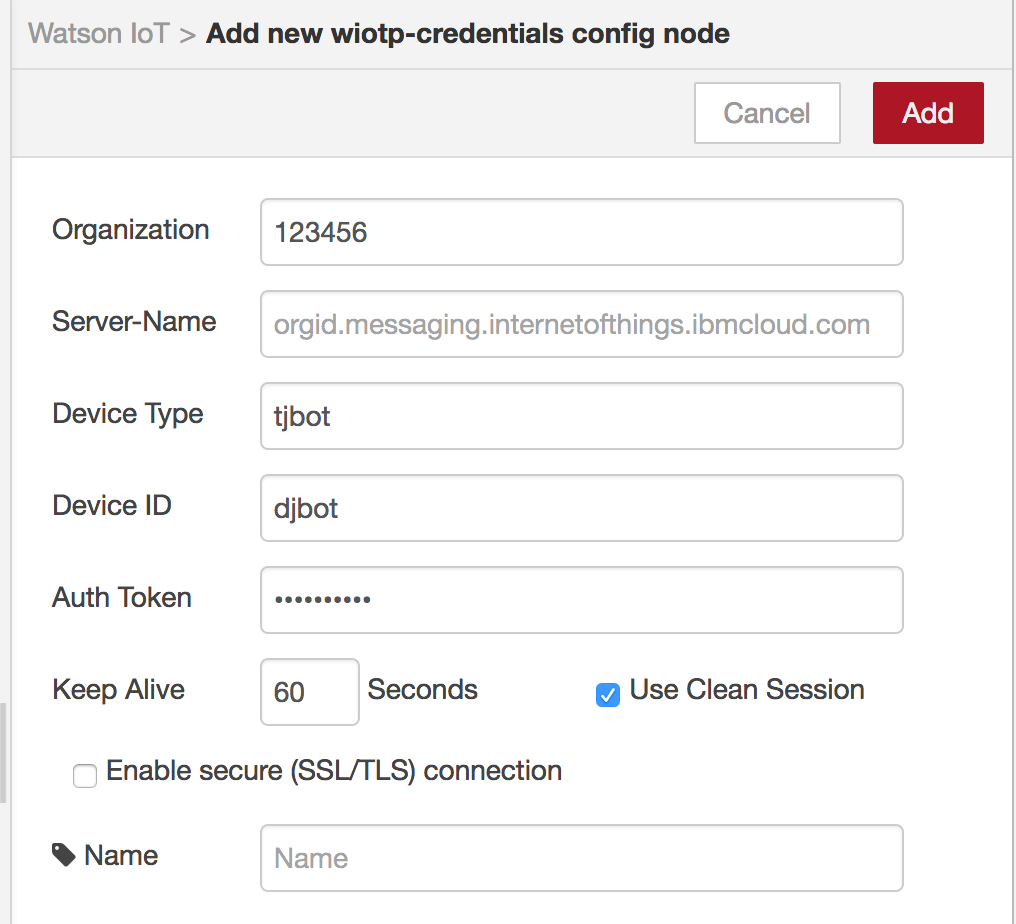 Watson IoT > Add new wiotp-credentials config node
Cancel Add
Organization 123456
Server-Name orgid.messaging.internetofthings.ibmcloud.com
Device Type tjbot
Device ID djbot
Auth Token ••••••••••
Keep Alive 60 Seconds Use Clean Session
Enable secure (SSL/TLS) connection
Name Name